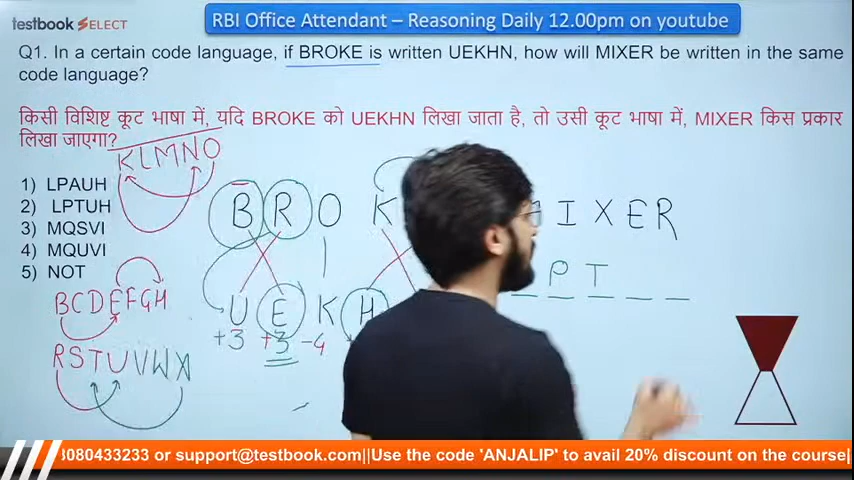 testbook SELECT
RBI Office Attendant – Reasoning Daily 12.00pm on youtube
Q1. In a certain code language, if BROKE is written UEKHN, how will MIXER be written in the same
code language?
किसी विशिष्ट कूट भाषा में, यदि BROKE को UEKHN लिखा जाता है, तो उसी कूट भाषा में, MIXER किस प्रकार
लिखा जाएगा?
KLMNO
1) LPAUH
2) LPTUH
3) MQSVI
4) MQUVI
5) NOT
B R O K
I X E R
P T
U E K H
+3 +3 -4
BCDEFGH
RSTUVWX
8080433233 or support@testbook.com||Use the code 'ANJALIP' to avail 20% discount on the course|